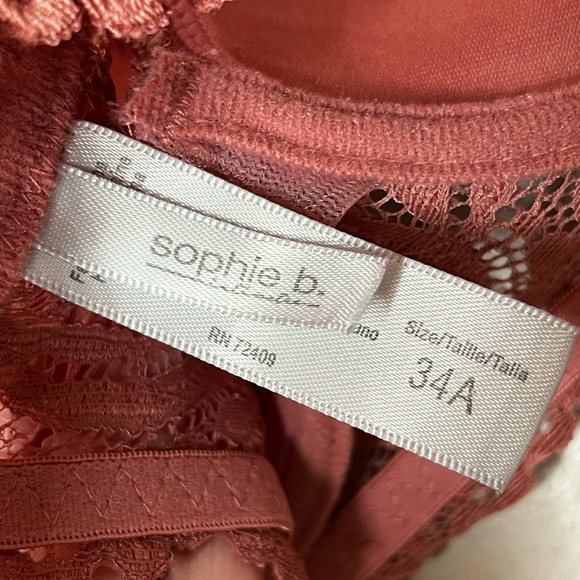 sophie b.
RN 72409
Size/Taille/Talla
34A